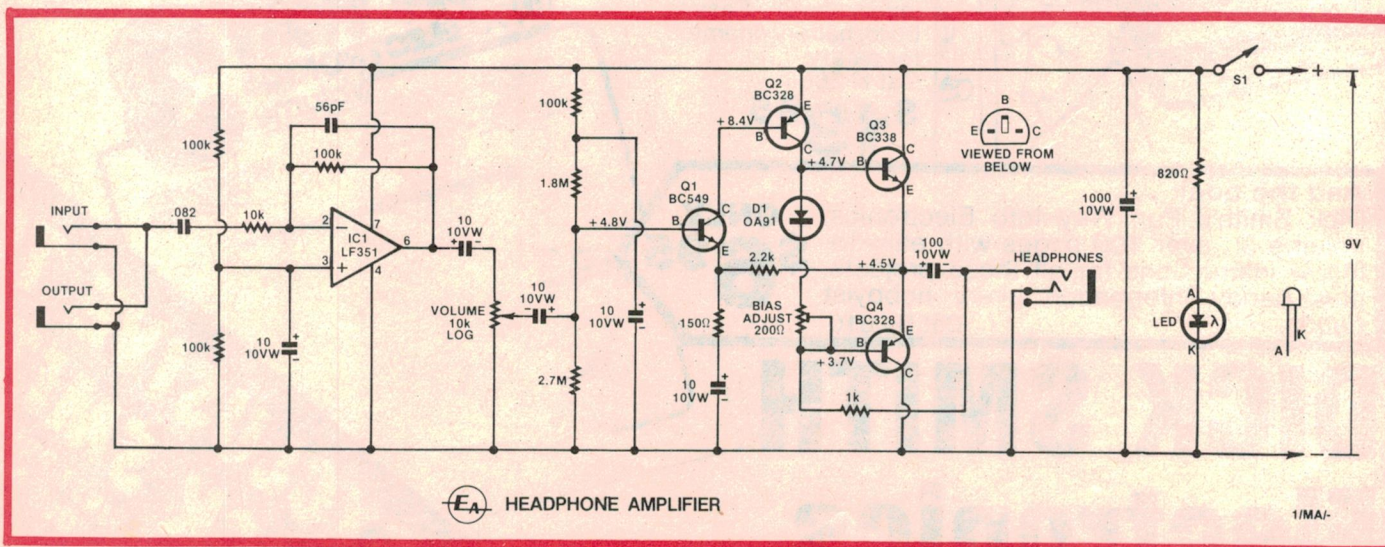 INPUT
OUTPUT
.082
10k
100k
100k
10
10VW
+
-
56pF
100k
2
3
-
+
7
6
4
IC1
LF351
10
10VW
+ -
VOLUME
10k
LOG
10
10VW
- +
100k
1.8M
+4.8V
2.7M
10
10VW
+
-
Q1
BC549
B
C
E
2.2k
150Ω
10
10VW
+
-
+8.4V
Q2
BC328
B
E
C
+4.7V
D1
OA91
BIAS
ADJUST
200Ω
+3.7V
1k
Q3
BC338
B
C
E
+4.5V
Q4
BC328
B
E
C
100
10VW
+ -
B
E C
VIEWED FROM
BELOW
HEADPHONES
1000
10VW
+
-
820Ω
LED
A
λ
K
A
K
S1
+
9V
-
EA HEADPHONE AMPLIFIER
1/MA/-